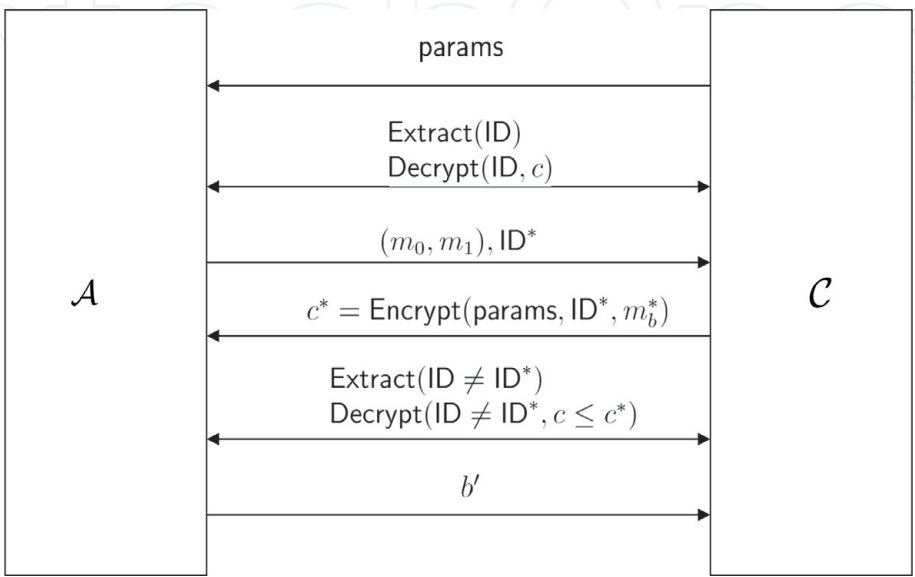 params
Extract(ID)
Decrypt(ID, c)
(m₀, m₁), ID*
c* = Encrypt(params, ID*, m*_b)
𝒜
𝒞
Extract(ID ≠ ID*)
Decrypt(ID ≠ ID*, c ≤ c*)
b′